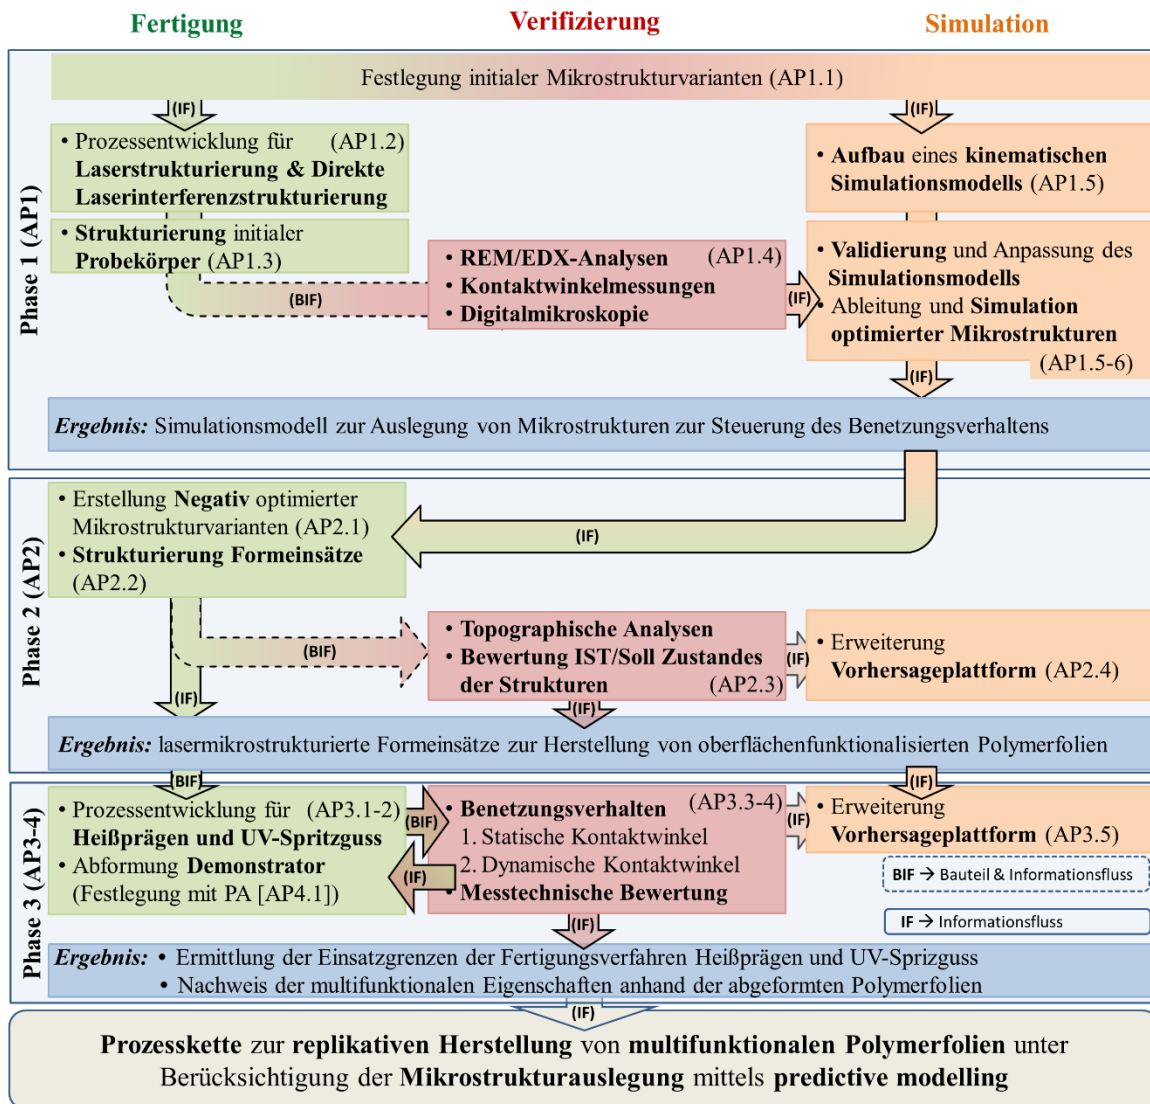 Fertigung
Verifizierung
Simulation
Phase 1 (AP1)
Festlegung initialer Mikrostrukturvarianten (AP1.1)
(IF)
(IF)
• Prozessentwicklung für (AP1.2)
Laserstrukturierung & Direkte
Laserinterferenzstrukturierung
• Aufbau eines kinematischen
Simulationsmodells (AP1.5)
• Strukturierung initialer
Probekörper (AP1.3)
(BIF)
• REM/EDX-Analysen (AP1.4)
• Kontaktwinkelmessungen
• Digitalmikroskopie
(IF)
• Validierung und Anpassung des
Simulationsmodells
• Ableitung und Simulation
optimierter Mikrostrukturen
(AP1.5-6)
(IF)
Ergebnis: Simulationsmodell zur Auslegung von Mikrostrukturen zur Steuerung des Benetzungsverhaltens
Phase 2 (AP2)
• Erstellung Negativ optimierter
Mikrostrukturvarianten (AP2.1)
• Strukturierung Formeinsätze
(AP2.2)
(IF)
(BIF)
• Topographische Analysen
• Bewertung IST/Soll Zustandes
der Strukturen (AP2.3)
(IF)
• Erweiterung
Vorhersageplattform (AP2.4)
(IF)
(IF)
Ergebnis: lasermikrostrukturierte Formeinsätze zur Herstellung von oberflächenfunktionalisierten Polymerfolien
(BIF)
(IF)
Phase 3 (AP3-4)
• Prozessentwicklung für (AP3.1-2)
Heißprägen und UV-Spritzguss
• Abformung Demonstrator
(Festlegung mit PA [AP4.1])
(BIF)
(IF)
• Benetzungsverhalten (AP3.3-4)
1. Statische Kontaktwinkel
2. Dynamische Kontaktwinkel
• Messtechnische Bewertung
(IF)
• Erweiterung
Vorhersageplattform (AP3.5)
BIF → Bauteil & Informationsfluss
IF → Informationsfluss
(IF)
Ergebnis: • Ermittlung der Einsatzgrenzen der Fertigungsverfahren Heißprägen und UV-Sprizguss
• Nachweis der multifunktionalen Eigenschaften anhand der abgeformten Polymerfolien
(IF)
Prozesskette zur replikativen Herstellung von multifunktionalen Polymerfolien unter
Berücksichtigung der Mikrostrukturauslegung mittels predictive modelling